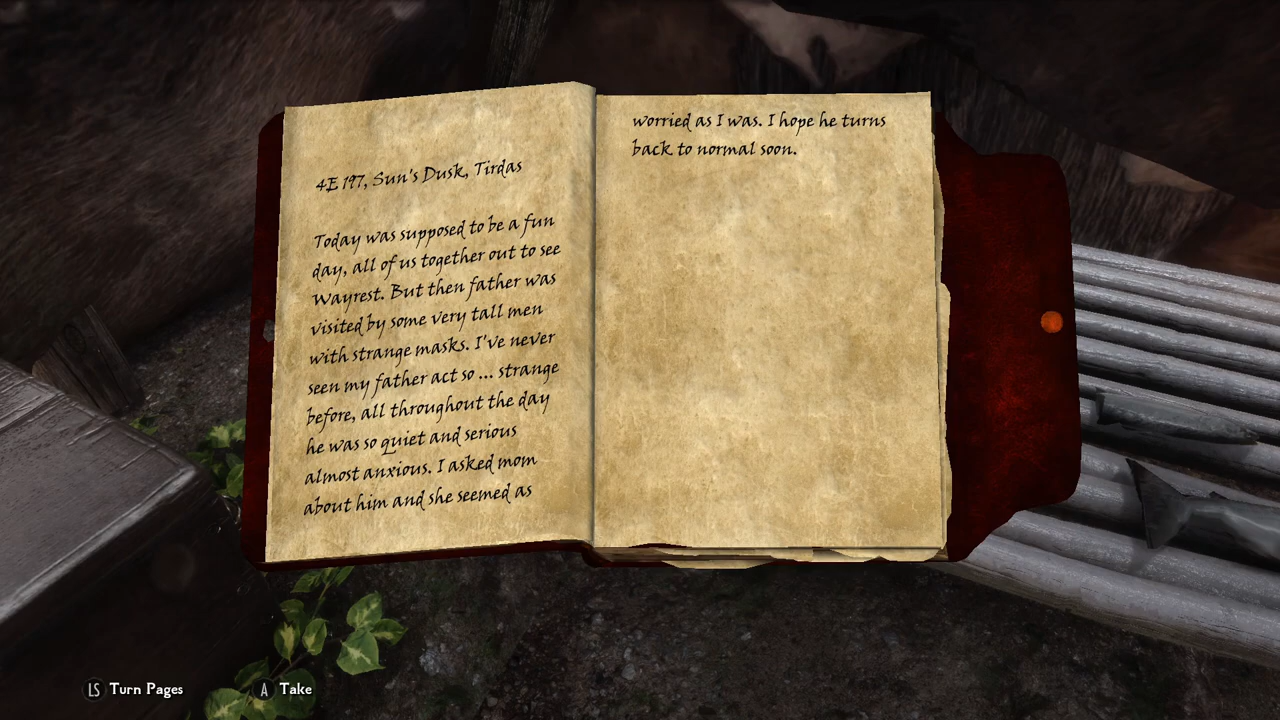 4E 197, Sun's Dusk, Tirdas
Today was supposed to be a fun
day, all of us together out to see
Wayrest. But then father was
visited by some very tall men
with strange masks. I've never
seen my father act so ... strange
before, all throughout the day
he was so quiet and serious
almost anxious. I asked mom
about him and she seemed as
worried as I was. I hope he turns
back to normal soon.
LS Turn Pages
A Take